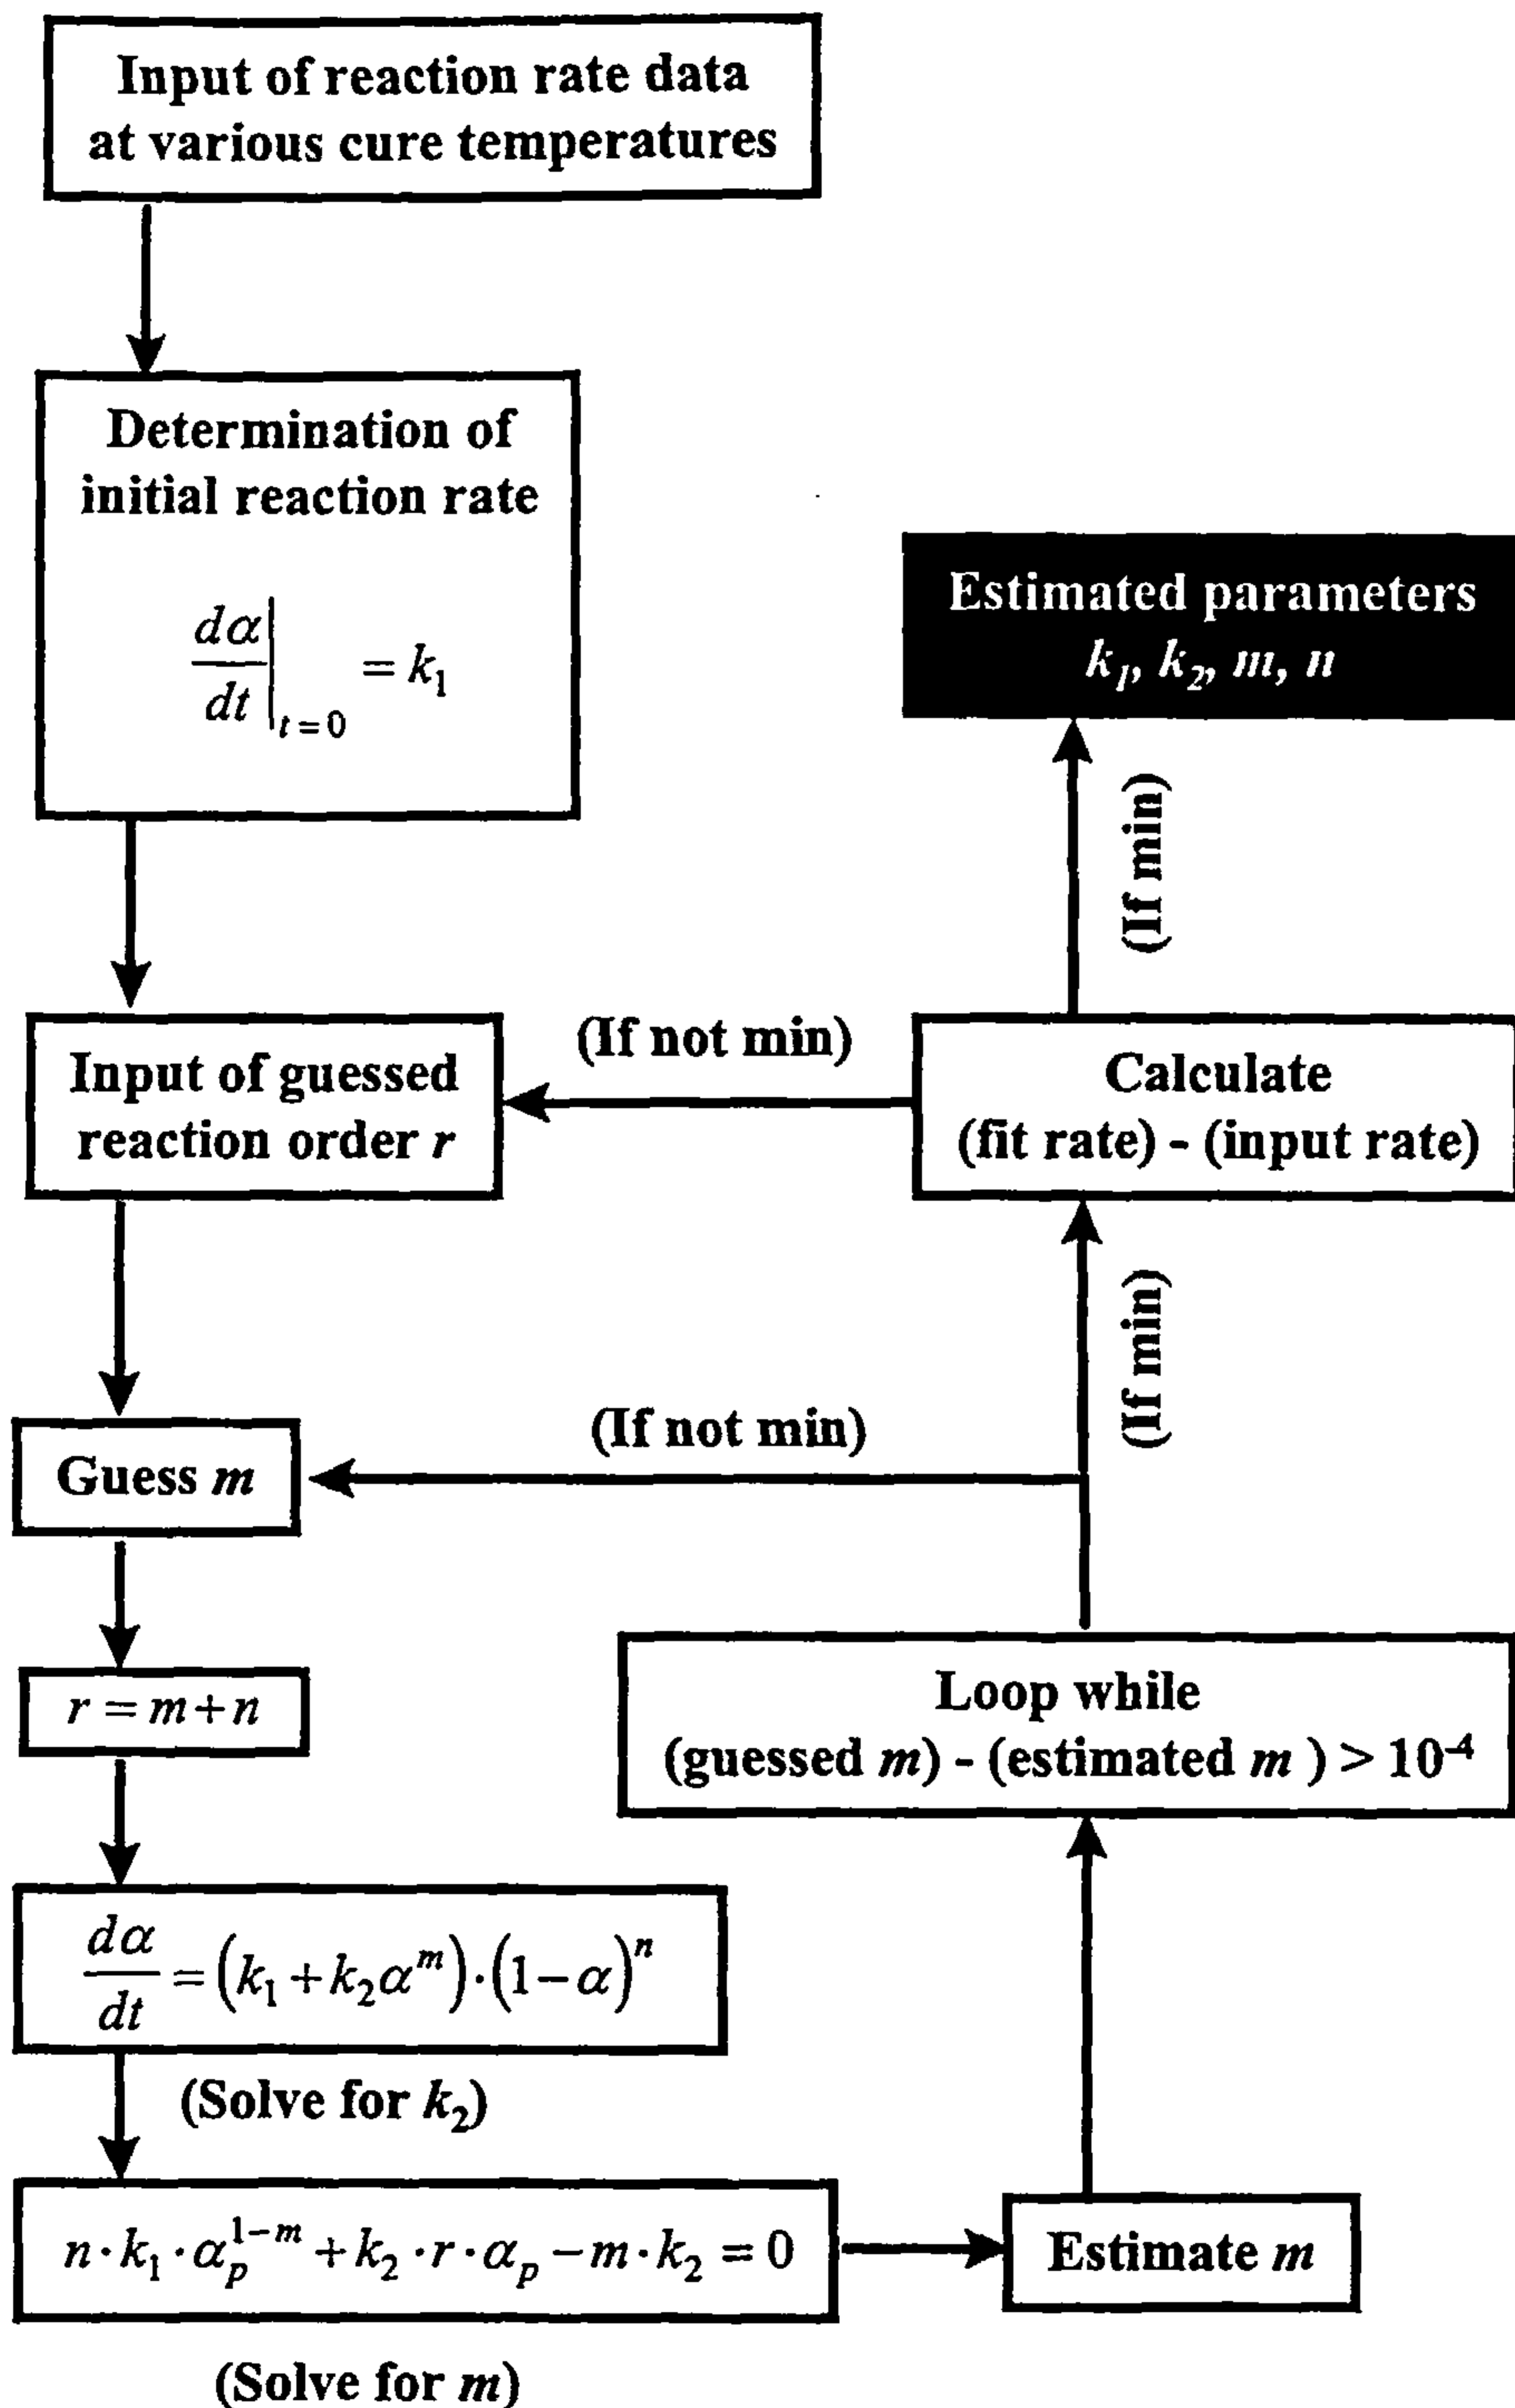 Input of reaction rate data
at various cure temperatures
Determination of
initial reaction rate
dα/dt|ₜ₌₀ = k₁
Estimated parameters
k₁, k₂, m, n
(If min)
(If not min)
Input of guessed
reaction order r
Calculate
(fit rate) - (input rate)
(If min)
(If not min)
Guess m
r = m+n
Loop while
(guessed m) - (estimated m ) > 10⁻⁴
dα/dt = (k₁ + k₂αᵐ)·(1−α)ⁿ
(Solve for k₂)
n·k₁·αₚ¹⁻ᵐ + k₂·r·αₚ − m·k₂ = 0
Estimate m
(Solve for m)